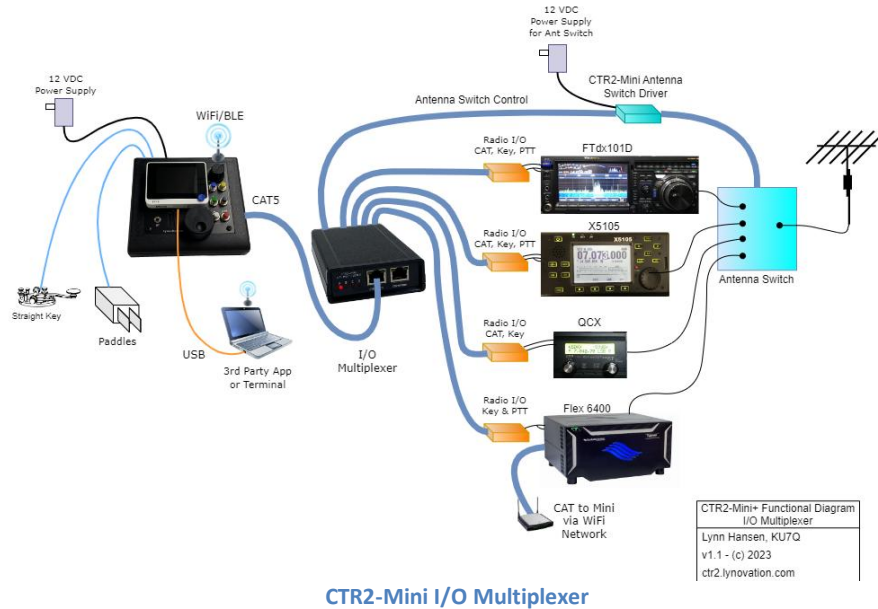 12 VDC
Power Supply
for Ant Switch
CTR2-Mini Antenna
Switch Driver
12 VDC
Power Supply
WiFi/BLE
Antenna Switch Control
Radio I/O
CAT, Key, PTT
FTdx101D
CAT5
Radio I/O
CAT, Key, PTT
X5105
X5105
Antenna Switch
Straight Key
Paddles
USB
3rd Party App
or Terminal
I/O
Multiplexer
Radio I/O
CAT, Key
QCX
Radio I/O
Key & PTT
Flex 6400
CAT to Mini
via WiFi
Network
CTR2-Mini+ Functional Diagram
I/O Multiplexer
Lynn Hansen, KU7Q
v1.1 - (c) 2023
ctr2.lynovation.com
CTR2-Mini I/O Multiplexer